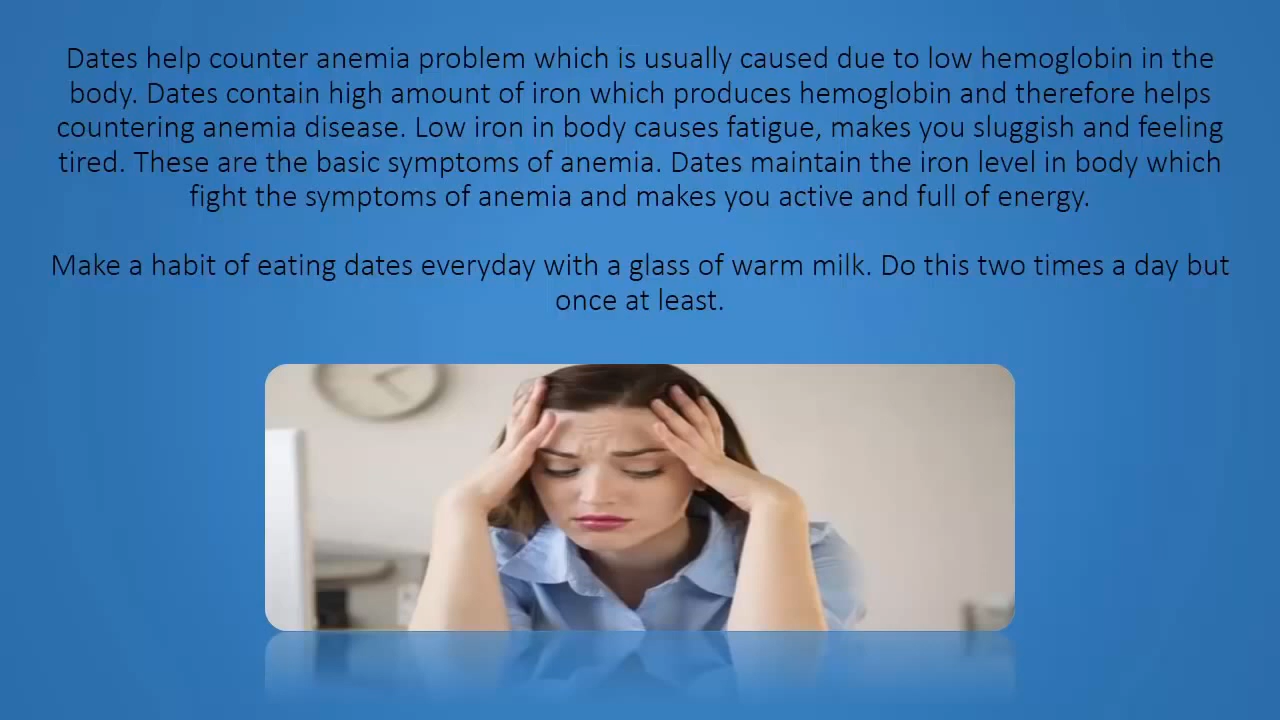 Dates help counter anemia problem which is usually caused due to low hemoglobin in the
body. Dates contain high amount of iron which produces hemoglobin and therefore helps
countering anemia disease. Low iron in body causes fatigue, makes you sluggish and feeling
tired. These are the basic symptoms of anemia. Dates maintain the iron level in body which
fight the symptoms of anemia and makes you active and full of energy.
Make a habit of eating dates everyday with a glass of warm milk. Do this two times a day but
once at least.